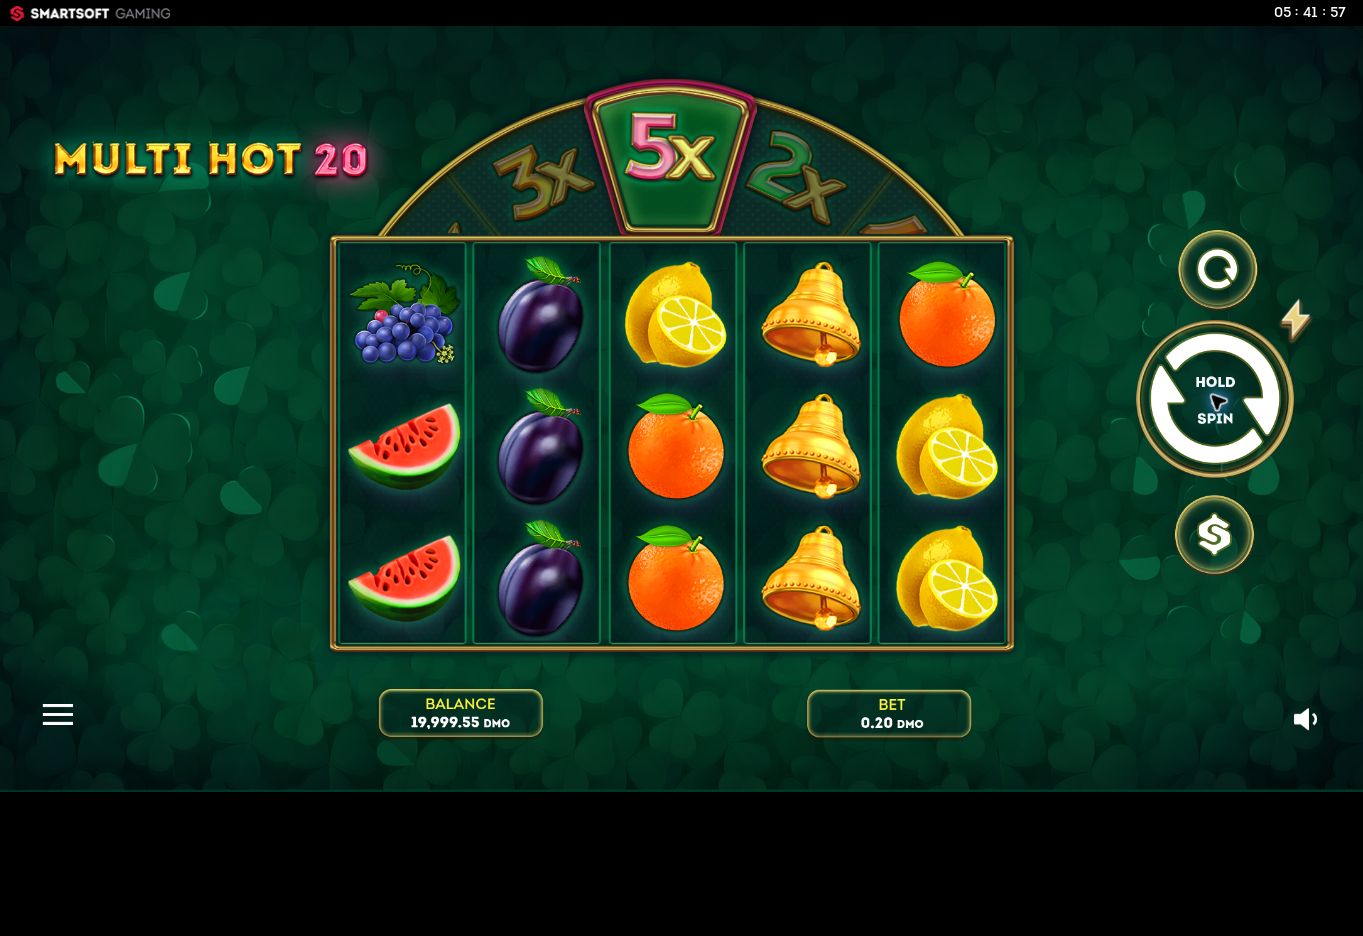 SMARTSOFT GAMING
05 : 41 : 57
3x
5x
2x
MULTI HOT 20
HOLD
SPIN
BALANCE
19,999.55 DMO
BET
0.20 DMO